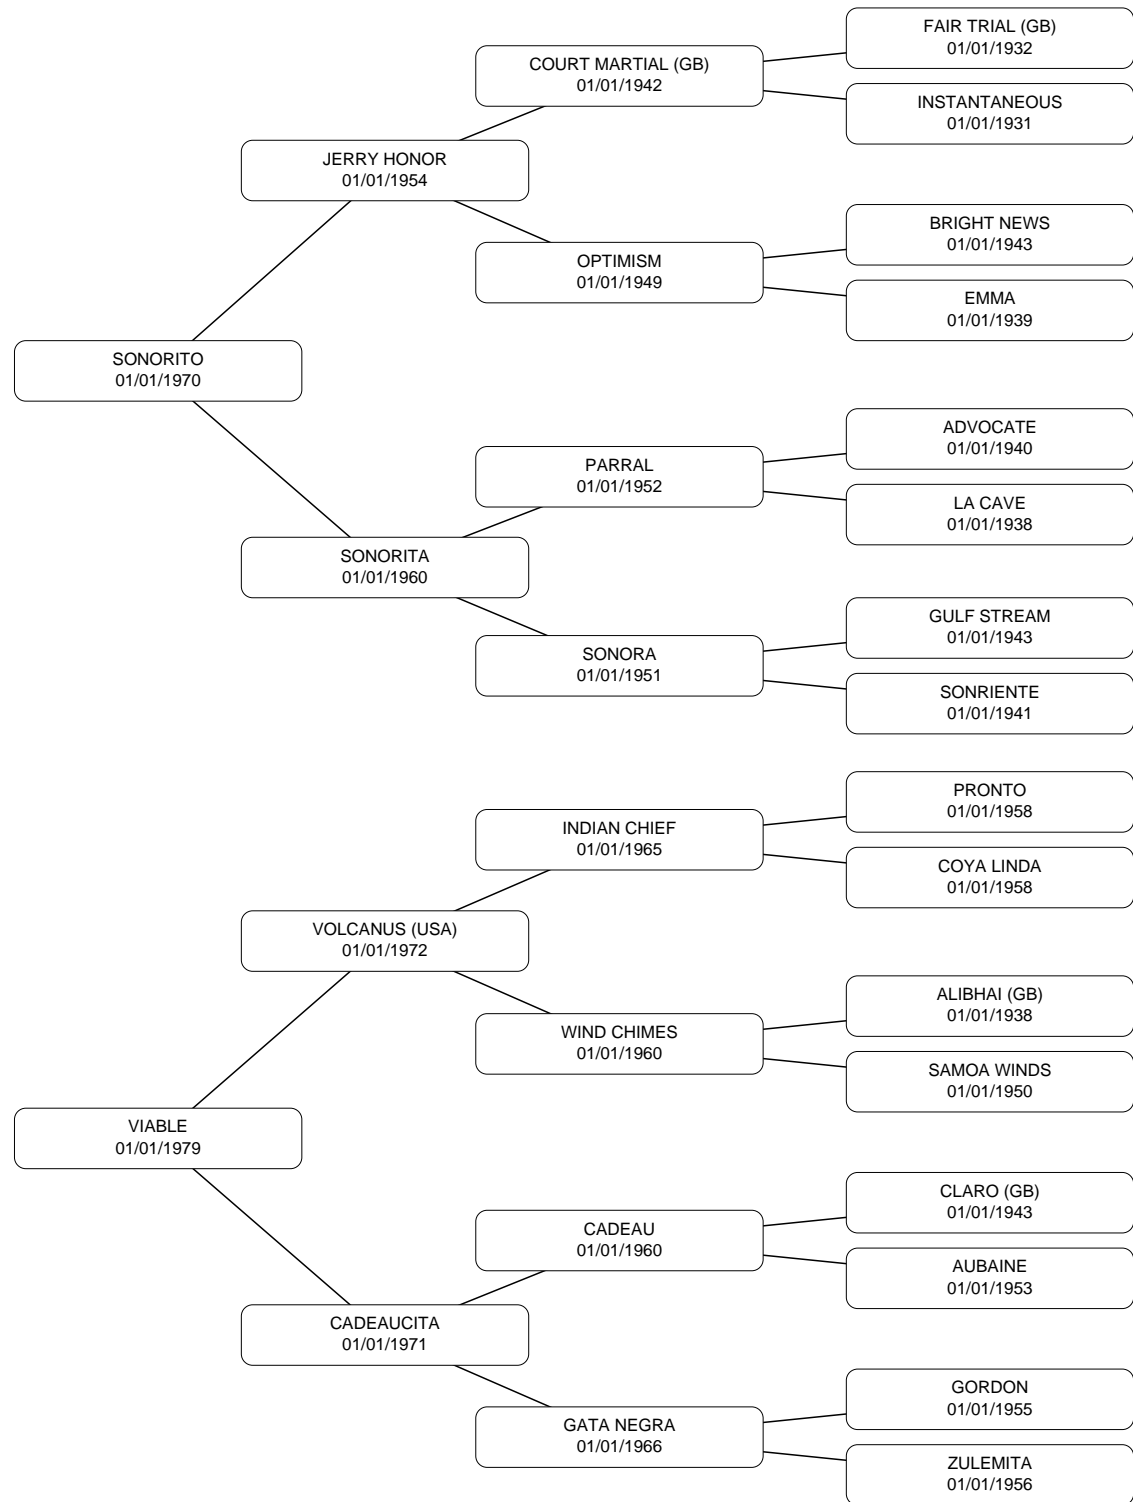 FAIR TRIAL (GB)
01/01/1932
COURT MARTIAL (GB)
01/01/1942
INSTANTANEOUS
01/01/1931
JERRY HONOR
01/01/1954
BRIGHT NEWS
01/01/1943
OPTIMISM
01/01/1949
EMMA
01/01/1939
SONORITO
01/01/1970
ADVOCATE
01/01/1940
PARRAL
01/01/1952
LA CAVE
01/01/1938
SONORITA
01/01/1960
GULF STREAM
01/01/1943
SONORA
01/01/1951
SONRIENTE
01/01/1941
PRONTO
01/01/1958
INDIAN CHIEF
01/01/1965
COYA LINDA
01/01/1958
VOLCANUS (USA)
01/01/1972
ALIBHAI (GB)
01/01/1938
WIND CHIMES
01/01/1960
SAMOA WINDS
01/01/1950
VIABLE
01/01/1979
CLARO (GB)
01/01/1943
CADEAU
01/01/1960
AUBAINE
01/01/1953
CADEAUCITA
01/01/1971
GORDON
01/01/1955
GATA NEGRA
01/01/1966
ZULEMITA
01/01/1956